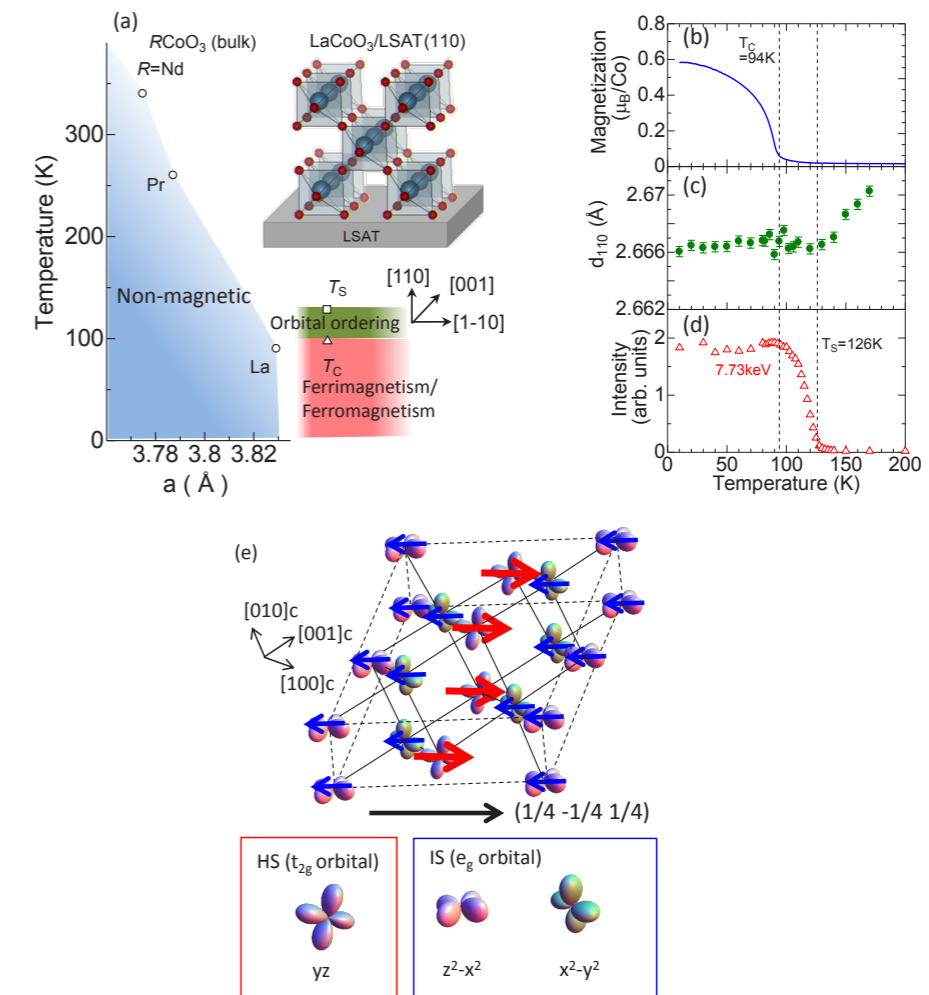 (a)
RCoO3 (bulk)
R=Nd
LaCoO3/LSAT(110)
Temperature (K)
300
200
100
0
Pr
Non-magnetic
La
LSAT
TS
Orbital ordering
TC
Ferrimagnetism/
Ferromagnetism
[110]
[001]
[1-10]
3.78 3.8 3.82
a ( Å )
(b)
TC
=94K
Magnetization
(μB/Co)
0.8
0.6
0.4
0.2
0
(c)
d110 (Å)
2.67
2.666
2.662
(d)
TS=126K
7.73keV
Intensity
(arb. units)
2
1
0
0 50 100 150 200
Temperature (K)
(e)
[010]c
[001]c
[100]c
(1/4 -1/4 1/4)
HS (t2g orbital)
yz
IS (eg orbital)
z²-x² x²-y²